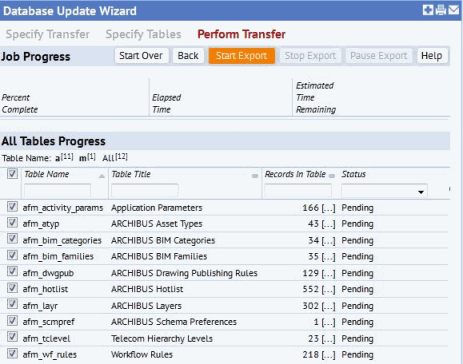 Database Update Wizard
Specify Transfer Specify Tables Perform Transfer
Job Progress Start Over Back Start Export Stop Export Pause Export Help
Percent Complete Elapsed Time Estimated Time Remaining
All Tables Progress
Table Name: a[11] m[1] All[12]
Table Name Table Title Records In Table Status
afm_activity_params Application Parameters 166 [...] Pending
afm_atyp ARCHIBUS Asset Types 43 [...] Pending
afm_bim_categories ARCHIBUS BIM Categories 34 [...] Pending
afm_bim_families ARCHIBUS BIM Families 35 [...] Pending
afm_dwgpub ARCHIBUS Drawing Publishing Rules 129 [...] Pending
afm_hotlist ARCHIBUS Hotlist 552 [...] Pending
afm_layr ARCHIBUS Layers 302 [...] Pending
afm_scmpref ARCHIBUS Schema Preferences 1 [...] Pending
afm_tclevel Telecom Hierarchy Levels 23 [...] Pending
afm_wf_rules Workflow Rules 218 [...] Pending